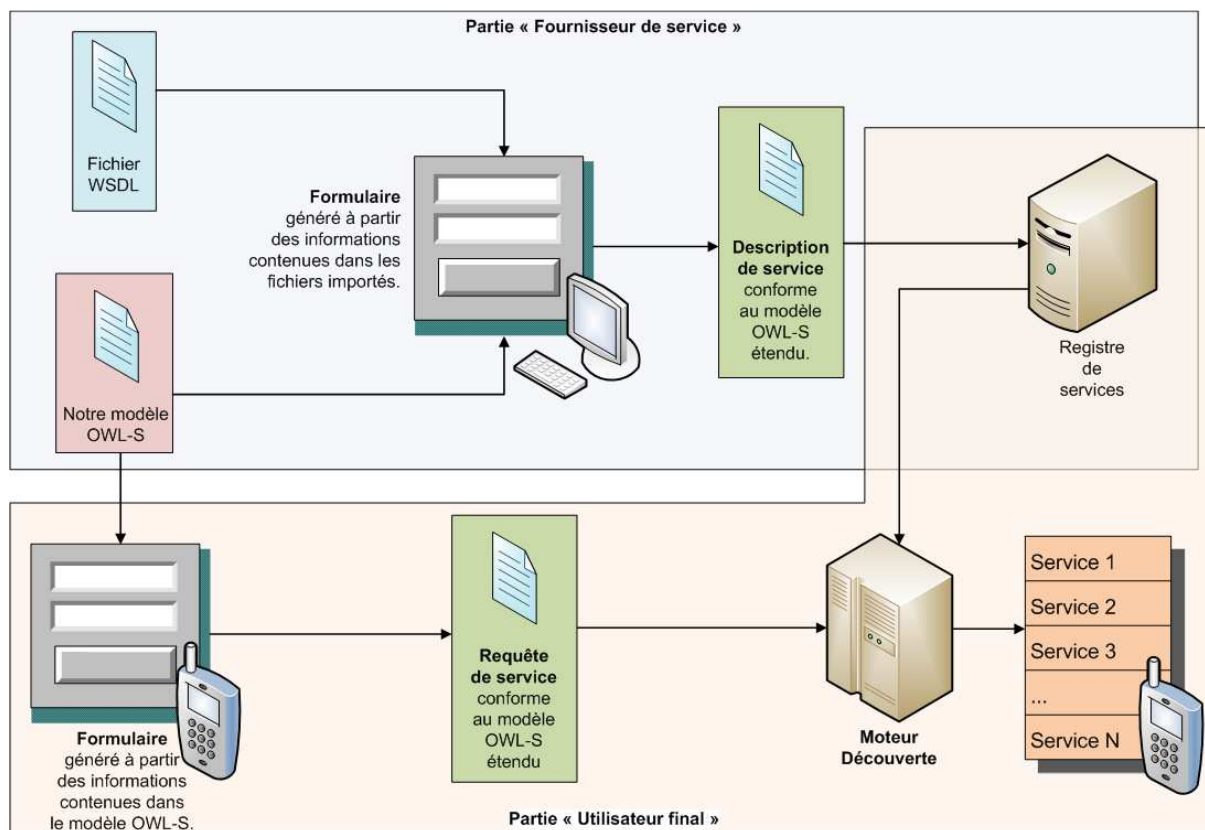 Partie « Fournisseur de service »
Fichier
WSDL
Formulaire
généré à partir
des informations
contenues dans les
fichiers importés.
Description
de service
conforme
au modèle
OWL-S
étendu.
Registre
de
services
Notre modèle
OWL-S
Formulaire
généré à partir
des informations
contenues dans
le modèle OWL-S.
Requête
de service
conforme
au modèle
OWL-S
étendu
Moteur
Découverte
Service 1
Service 2
Service 3
...
Service N
Partie « Utilisateur final »